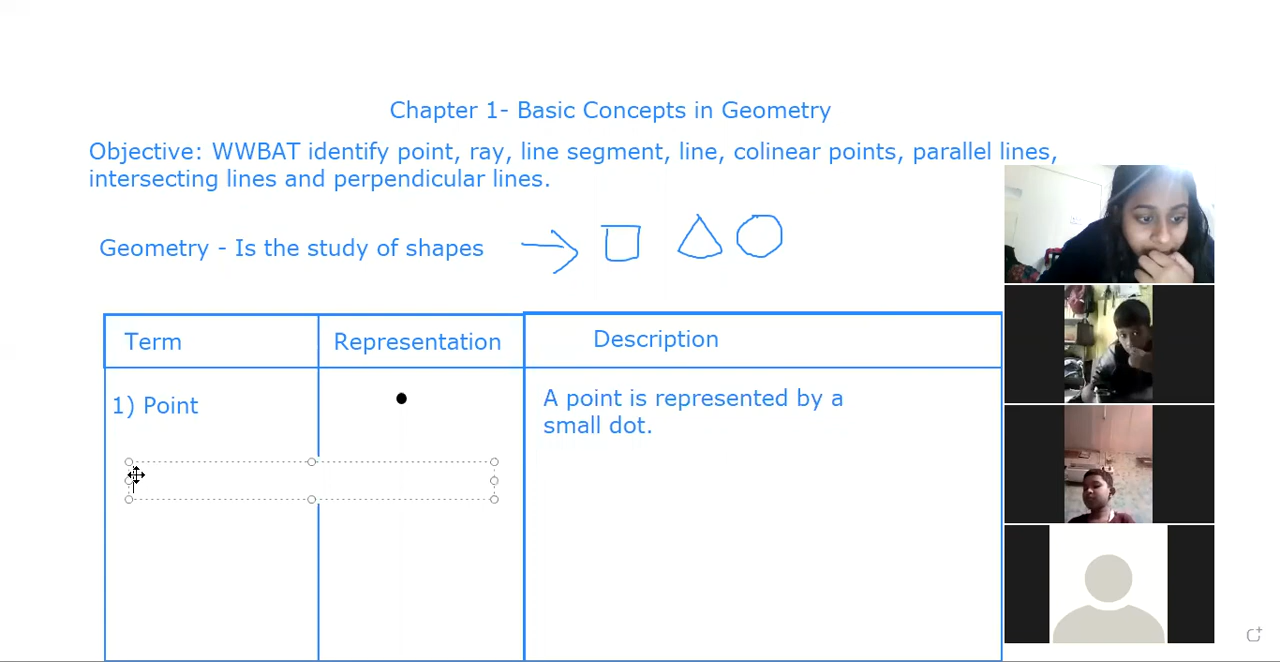 Chapter 1- Basic Concepts in Geometry
Objective: WWBAT identify point, ray, line segment, line, colinear points, parallel lines,
intersecting lines and perpendicular lines.
Geometry - Is the study of shapes
Term
Representation
Description
1) Point
A point is represented by a
small dot.